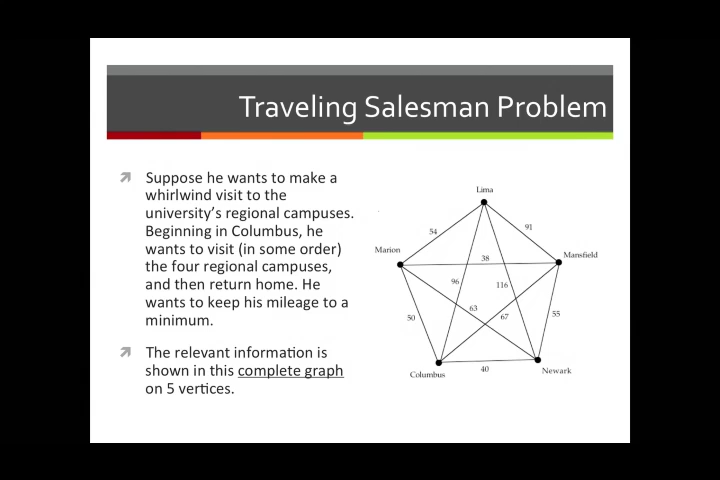 Traveling Salesman Problem
Suppose he wants to make a
whirlwind visit to the
university's regional campuses.
Beginning in Columbus, he
wants to visit (in some order)
the four regional campuses,
and then return home. He
wants to keep his mileage to a
minimum.
The relevant information is
shown in this complete graph
on 5 vertices.
Lima
54
91
Marion
Mansfield
38
96
116
63
67
50
55
Columbus
40
Newark